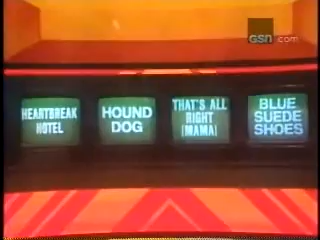 GSN.com
HEARTBREAK
HOTEL
HOUND
DOG
THAT'S ALL
RIGHT
[MAMA]
BLUE
SUEDE
SHOES